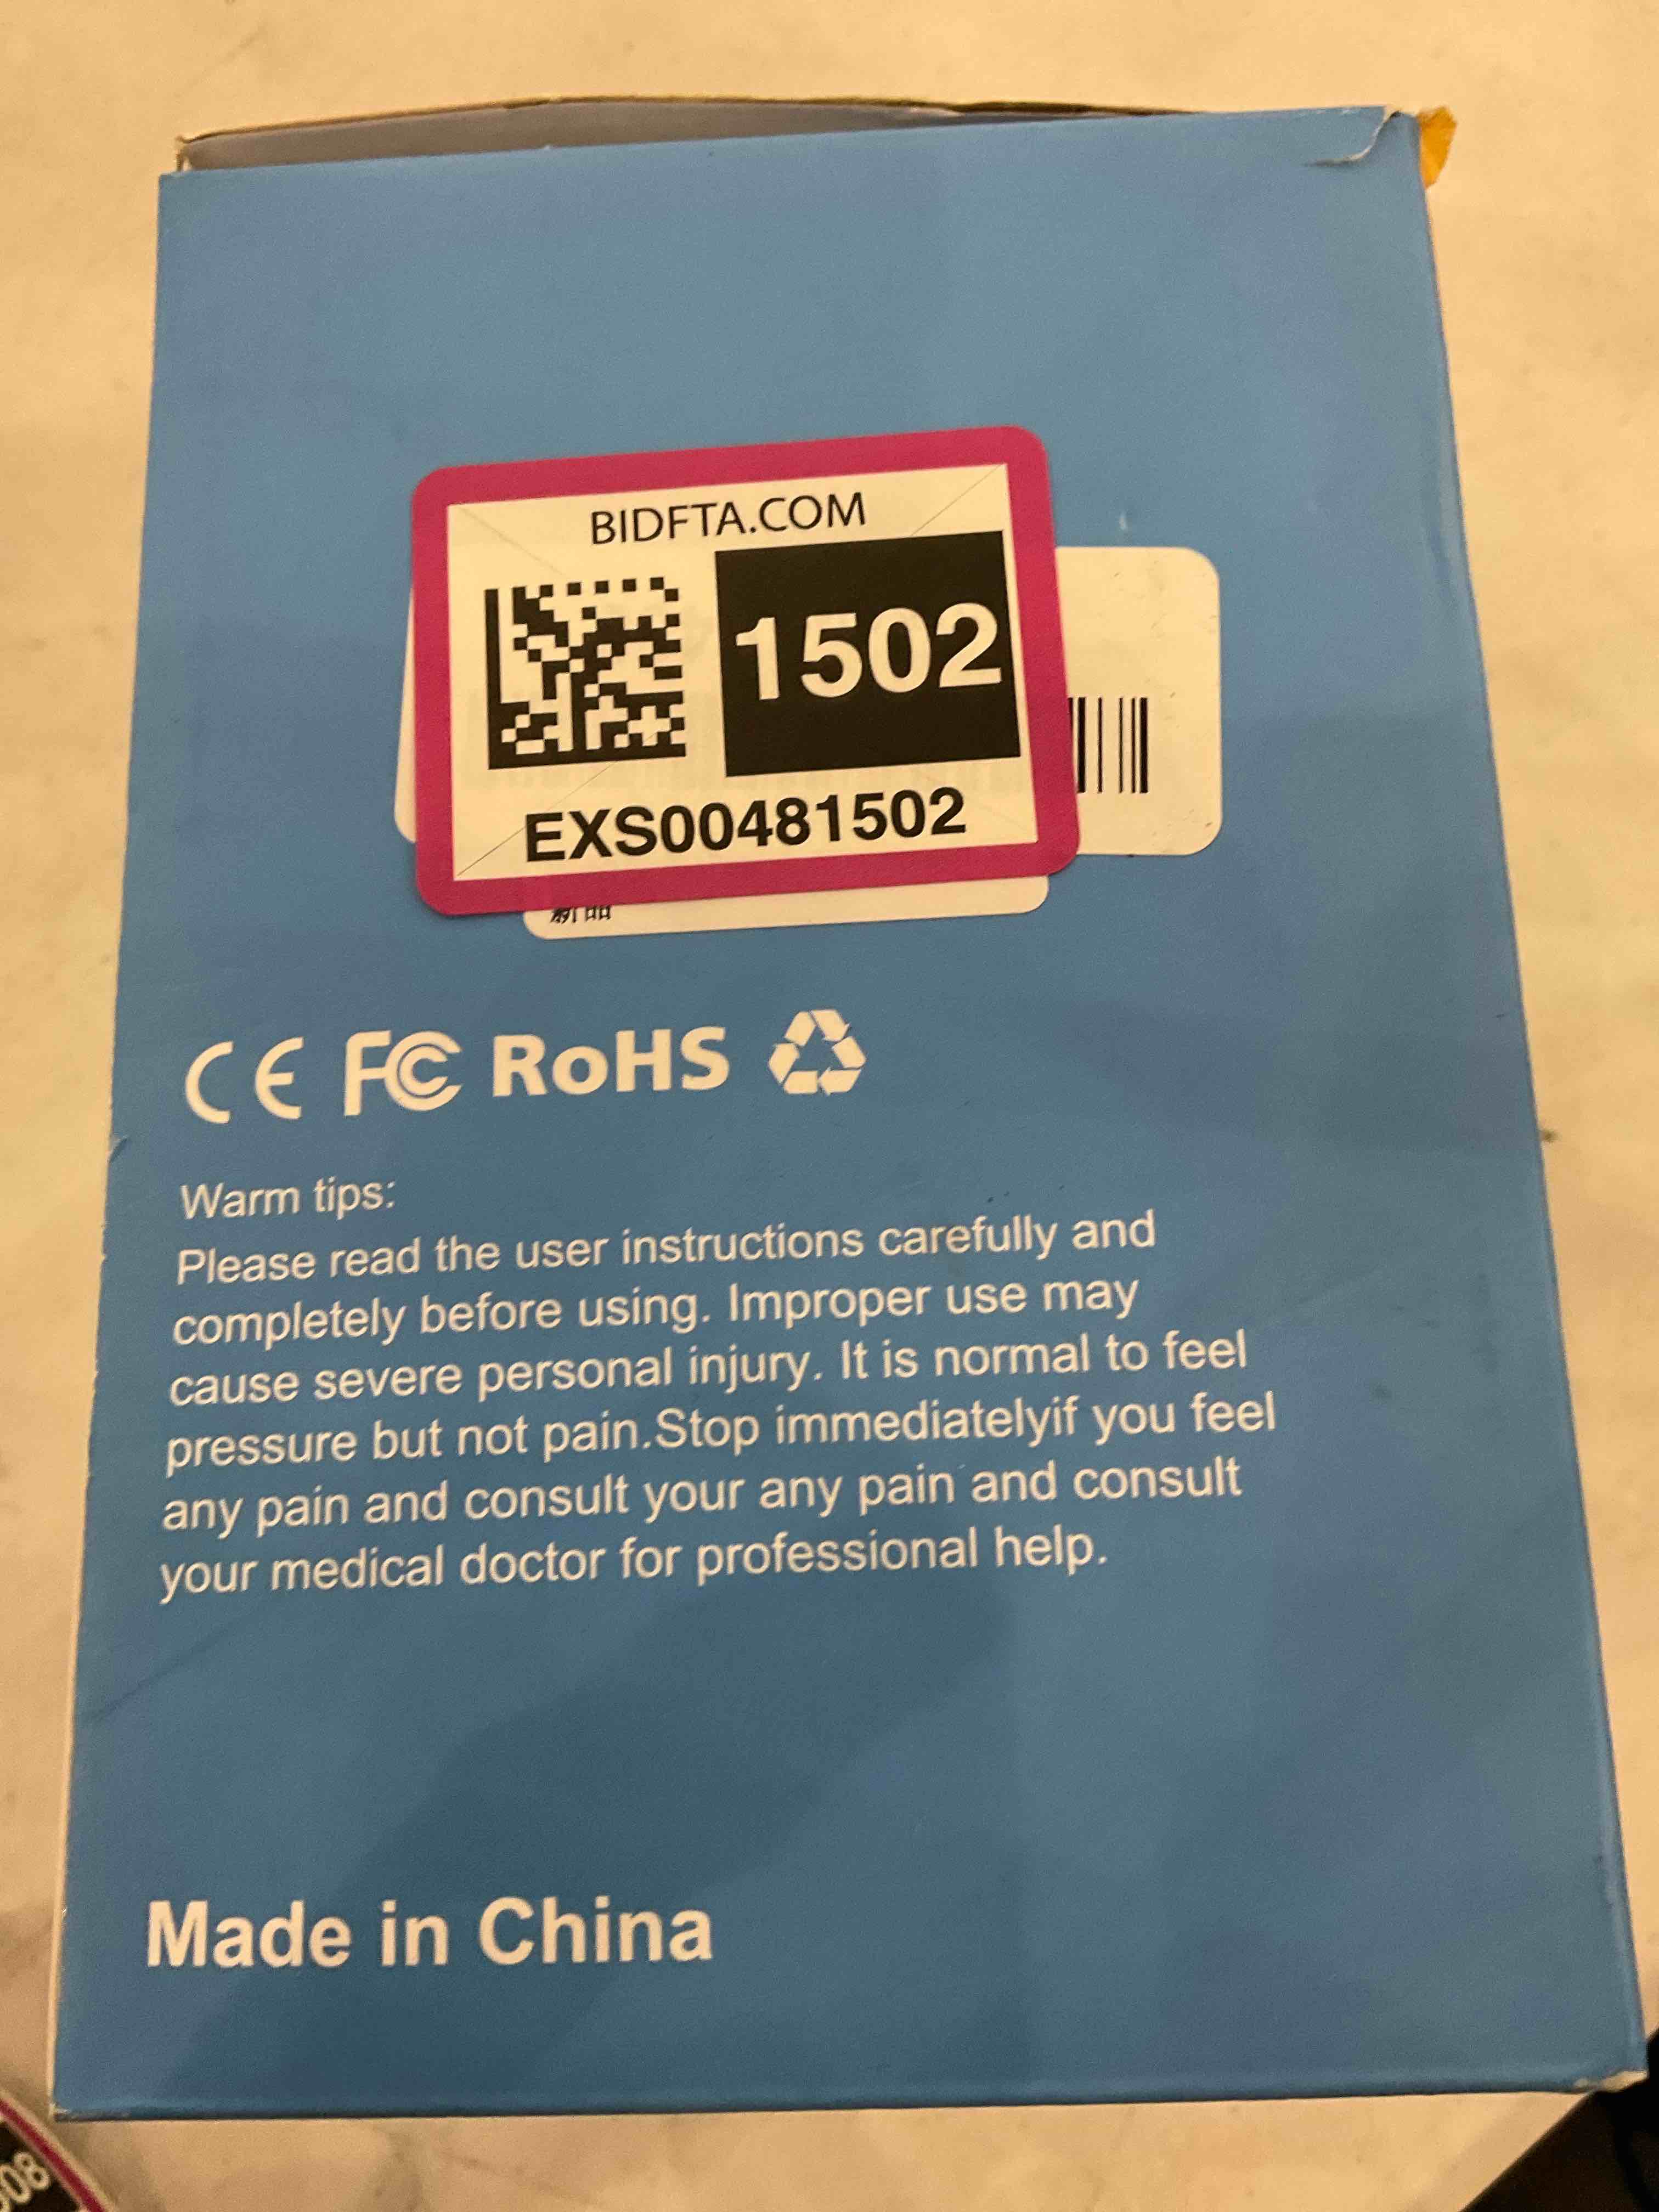 BIDFTA.COM
1502
EXS00481502
新品
CE FC RoHS
Warm tips:
Please read the user instructions carefully and
completely before using. Improper use may
cause severe personal injury. It is normal to feel
pressure but not pain.Stop immediatelyif you feel
any pain and consult your any pain and consult
your medical doctor for professional help.
Made in China